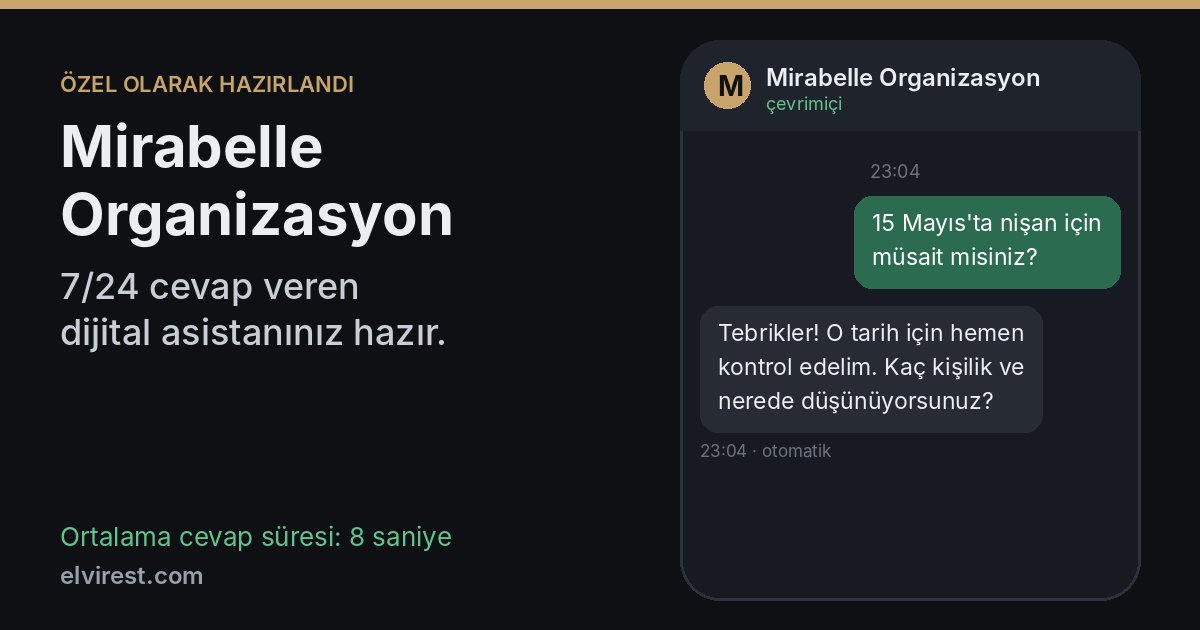 ÖZEL OLARAK HAZIRLANDI
Mirabelle
Organizasyon
7/24 cevap veren
dijital asistanınız hazır.
Ortalama cevap süresi: 8 saniye
elvirest.com
M
Mirabelle Organizasyon
çevrimiçi
23:04
15 Mayıs'ta nişan için
müsait misiniz?
Tebrikler! O tarih için hemen
kontrol edelim. Kaç kişilik ve
nerede düşünüyorsunuz?
23:04 · otomatik